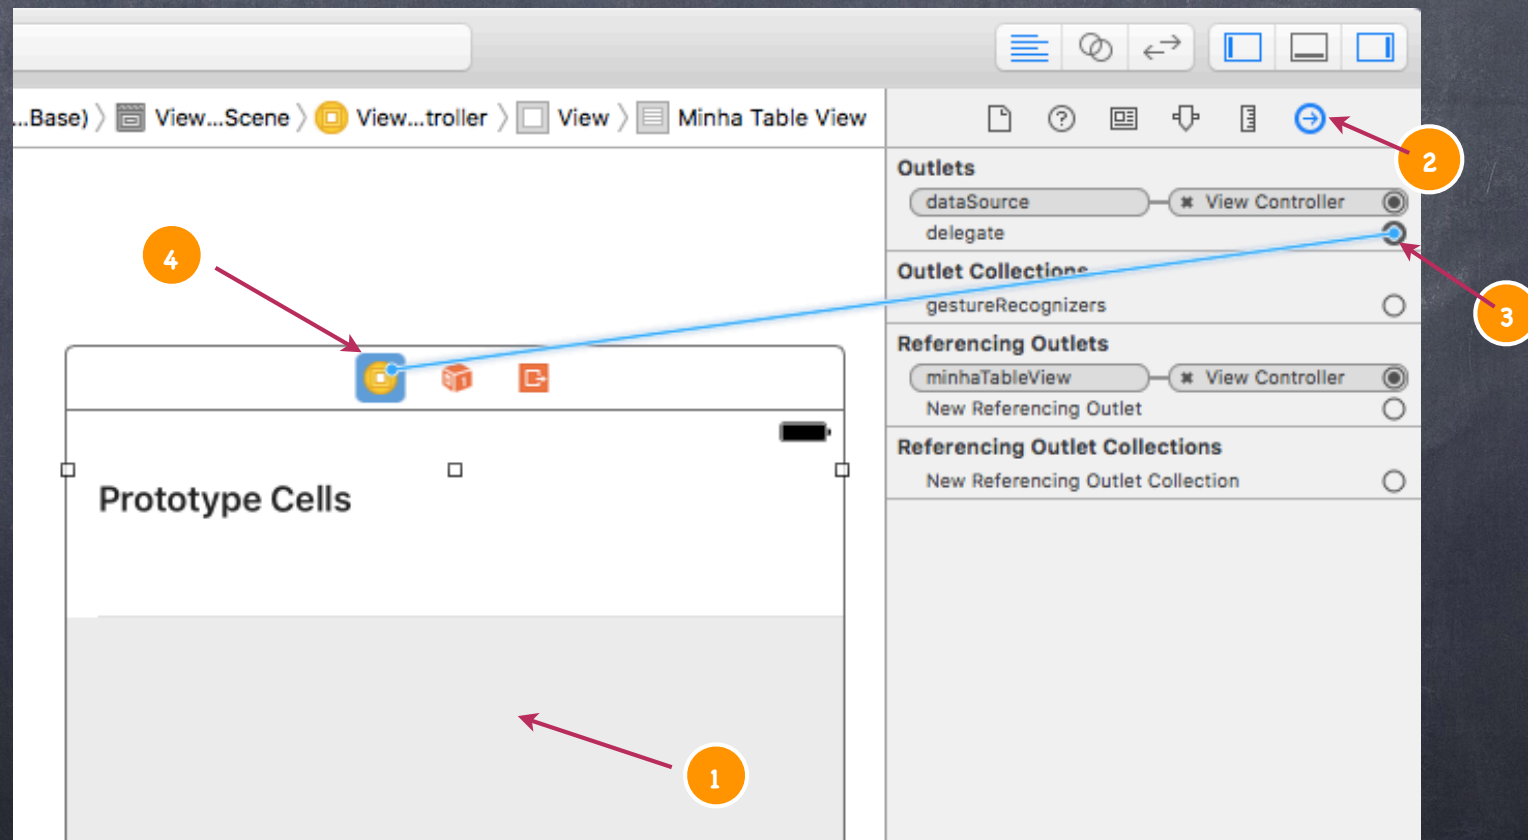 ...Base) 〉 View...Scene 〉 View...troller 〉 View 〉 Minha Table View
2
Outlets
dataSource
✖ View Controller
delegate
Outlet Collections
gestureRecognizers
3
4
Referencing Outlets
minhaTableView
✖ View Controller
New Referencing Outlet
Referencing Outlet Collections
New Referencing Outlet Collection
Prototype Cells
1